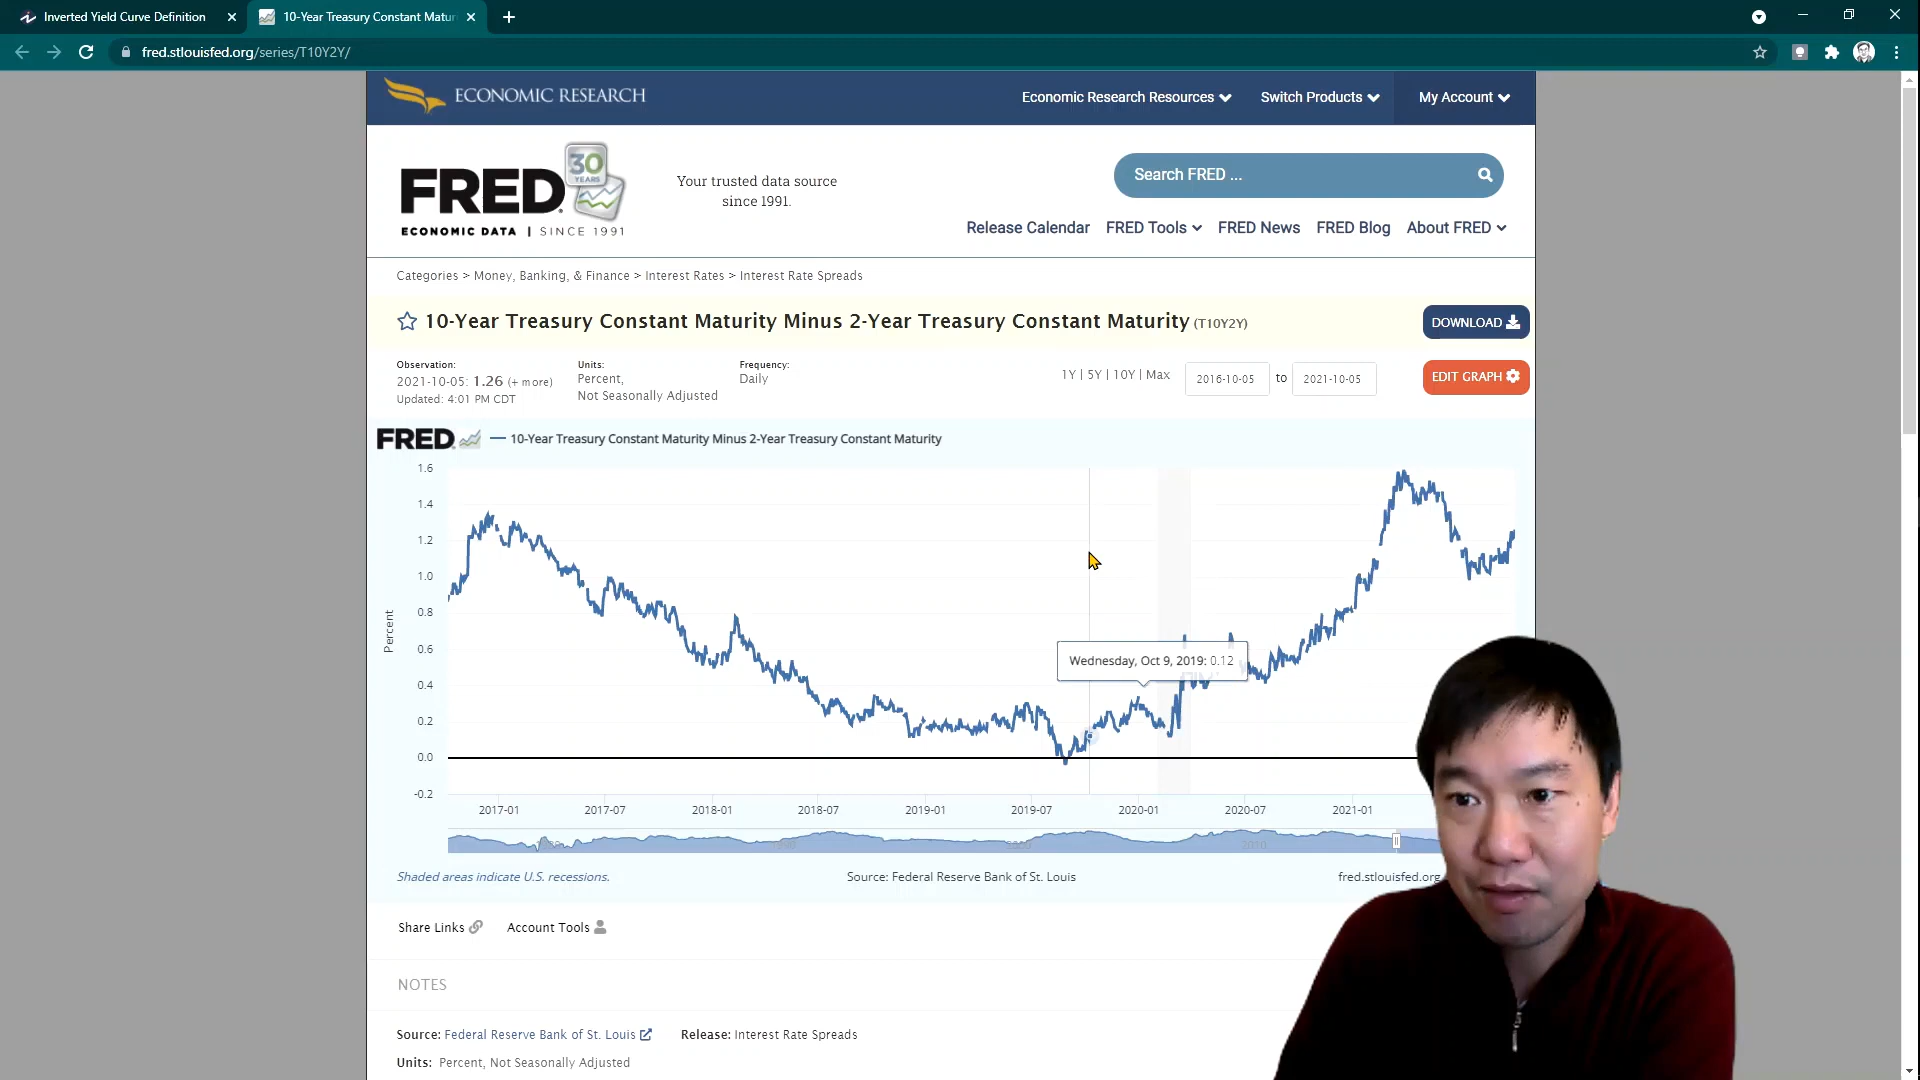 Inverted Yield Curve Definition
10-Year Treasury Constant Matur
fred.stlouisfed.org/series/T10Y2Y/
ECONOMIC RESEARCH
Economic Research Resources
Switch Products
My Account
FRED
30 YEARS
ECONOMIC DATA | SINCE 1991
Your trusted data source
since 1991.
Search FRED ...
Release Calendar
FRED Tools
FRED News
FRED Blog
About FRED
Categories > Money, Banking, & Finance > Interest Rates > Interest Rate Spreads
10-Year Treasury Constant Maturity Minus 2-Year Treasury Constant Maturity (T10Y2Y)
DOWNLOAD
Observation:
2021-10-05: 1.26 (+ more)
Updated: 4:01 PM CDT
Units:
Percent,
Not Seasonally Adjusted
Frequency:
Daily
1Y | 5Y | 10Y | Max
2016-10-05
to
2021-10-05
EDIT GRAPH
FRED
10-Year Treasury Constant Maturity Minus 2-Year Treasury Constant Maturity
1.6
1.4
1.2
1.0
0.8
0.6
0.4
0.2
0.0
-0.2
Percent
Wednesday, Oct 9, 2019: 0.12
2017-01
2017-07
2018-01
2018-07
2019-01
2019-07
2020-01
2020-07
2021-01
Shaded areas indicate U.S. recessions.
Source: Federal Reserve Bank of St. Louis
fred.stlouisfed.org
Share Links
Account Tools
NOTES
Source: Federal Reserve Bank of St. Louis
Release: Interest Rate Spreads
Units: Percent, Not Seasonally Adjusted